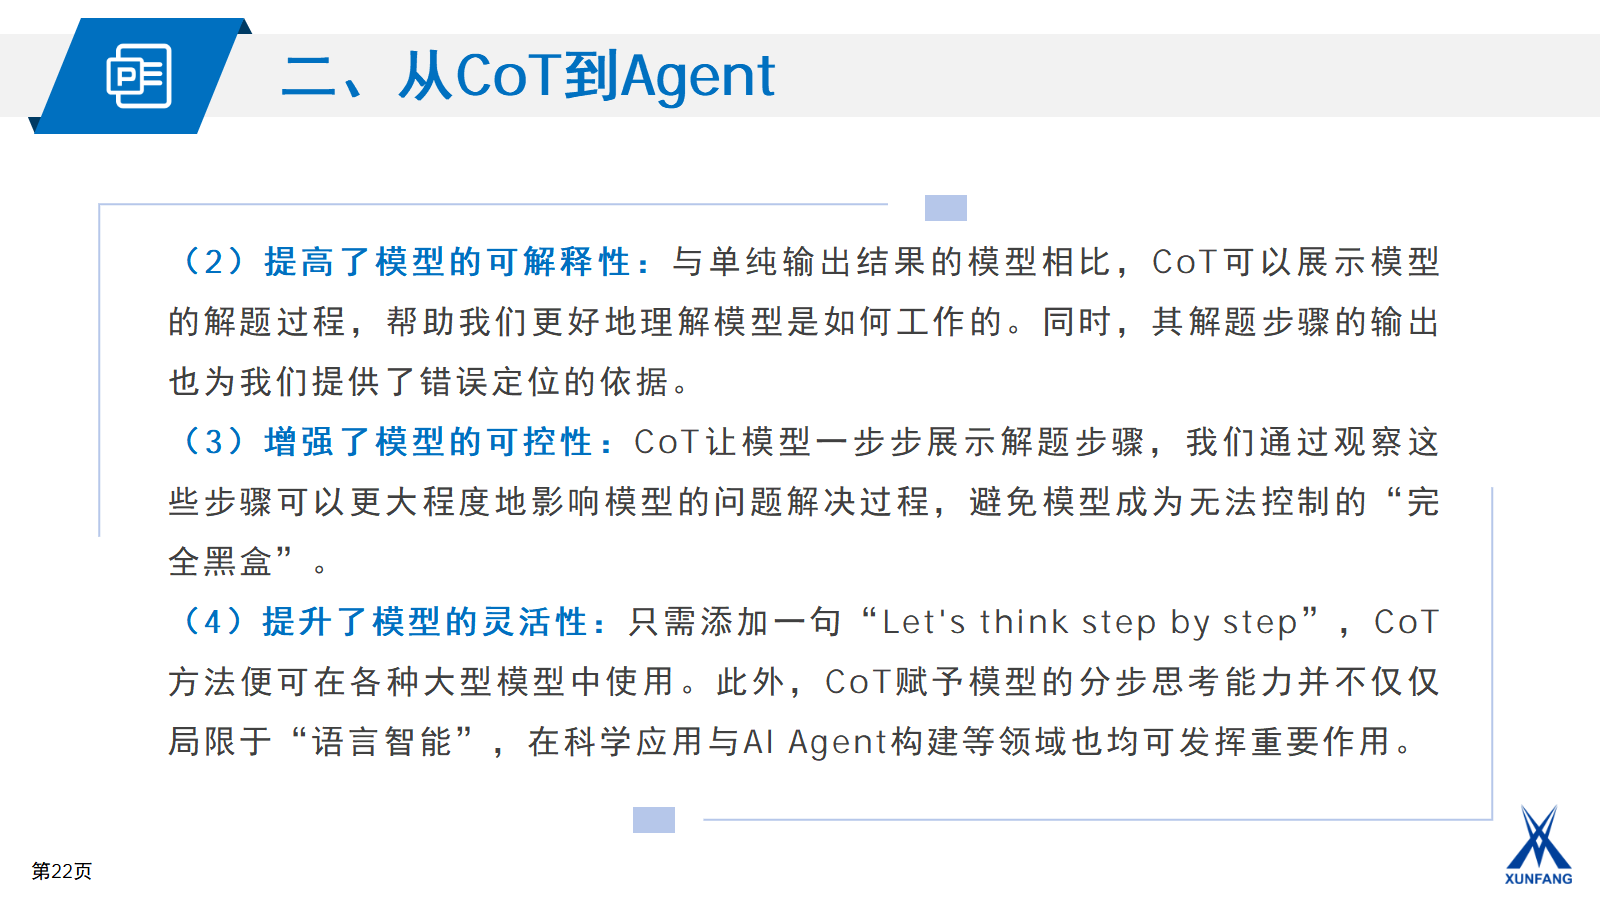 二、从CoT到Agent
（2）提高了模型的可解释性：与单纯输出结果的模型相比，CoT可以展示模型
的解题过程，帮助我们更好地理解模型是如何工作的。同时，其解题步骤的输出
也为我们提供了错误定位的依据。
（3）增强了模型的可控性：CoT让模型一步步展示解题步骤，我们通过观察这
些步骤可以更大程度地影响模型的问题解决过程，避免模型成为无法控制的“完
全黑盒”。
（4）提升了模型的灵活性：只需添加一句“Let's think step by step”，CoT
方法便可在各种大型模型中使用。此外，CoT赋予模型的分步思考能力并不仅仅
局限于“语言智能”，在科学应用与AI Agent构建等领域也均可发挥重要作用。
第22页
XUNFANG